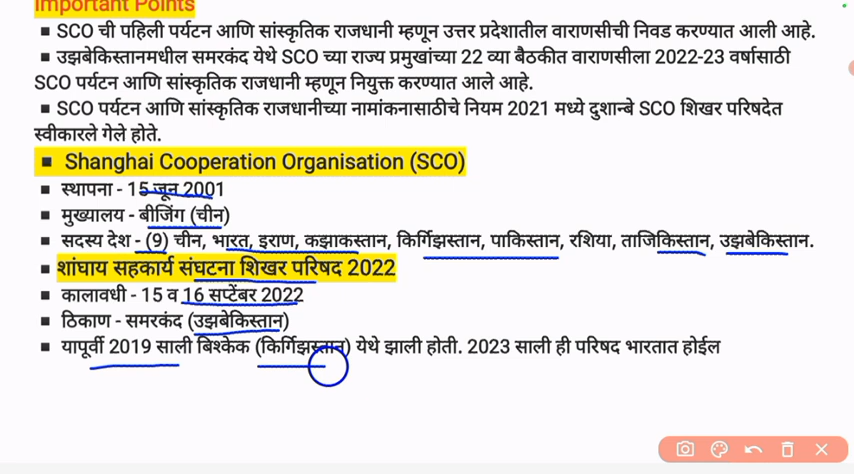 Important Points
▪ SCO ची पहिली पर्यटन आणि सांस्कृतिक राजधानी म्हणून उत्तर प्रदेशातील वाराणसीची निवड करण्यात आली आहे.
▪ उझबेकिस्तानमधील समरकंद येथे SCO च्या राज्य प्रमुखांच्या 22 व्या बैठकीत वाराणसीला 2022-23 वर्षासाठी
SCO पर्यटन आणि सांस्कृतिक राजधानी म्हणून नियुक्त करण्यात आले आहे.
▪ SCO पर्यटन आणि सांस्कृतिक राजधानीच्या नामांकनासाठीचे नियम 2021 मध्ये दुशान्बे SCO शिखर परिषदेत
स्वीकारले गेले होते.
▪ Shanghai Cooperation Organisation (SCO)
▪ स्थापना - 15 जून 2001
▪ मुख्यालय - बीजिंग (चीन)
▪ सदस्य देश - (9) चीन, भारत, इराण, कझाकस्तान, किर्गिझस्तान, पाकिस्तान, रशिया, ताजिकिस्तान, उझबेकिस्तान.
▪ शांघाय सहकार्य संघटना शिखर परिषद 2022
▪ कालावधी - 15 व 16 सप्टेंबर 2022
▪ ठिकाण - समरकंद (उझबेकिस्तान)
▪ यापूर्वी 2019 साली बिश्केक (किर्गिझस्तान) येथे झाली होती. 2023 साली ही परिषद भारतात होईल